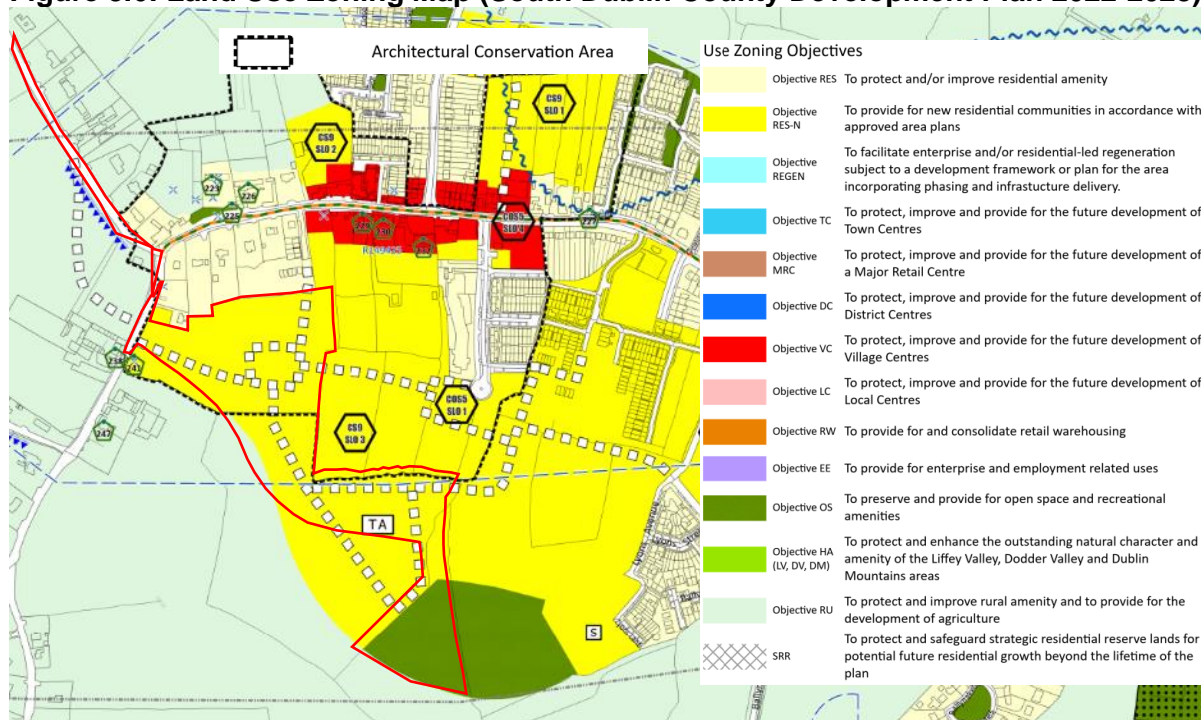 Architectural Conservation Area
CS9
SLO 1
CS9
SLO 2
223
226
225
COS5
SLO 4
227
230
COS5
SLO 1
CS9
SLO 3
247
TA
S
Lyons Avenue
Use Zoning Objectives
Objective RES To protect and/or improve residential amenity
Objective RES-N To provide for new residential communities in accordance with
approved area plans
Objective REGEN To facilitate enterprise and/or residential-led regeneration
subject to a development framework or plan for the area
incorporating phasing and infrastucture delivery.
Objective TC To protect, improve and provide for the future development of
Town Centres
Objective MRC To protect, improve and provide for the future development of
a Major Retail Centre
Objective DC To protect, improve and provide for the future development of
District Centres
Objective VC To protect, improve and provide for the future development of
Village Centres
Objective LC To protect, improve and provide for the future development of
Local Centres
Objective RW To provide for and consolidate retail warehousing
Objective EE To provide for enterprise and employment related uses
Objective OS To preserve and provide for open space and recreational
amenities
Objective HA (LV, DV, DM) To protect and enhance the outstanding natural character and
amenity of the Liffey Valley, Dodder Valley and Dublin
Mountains areas
Objective RU To protect and improve rural amenity and to provide for the
development of agriculture
SRR To protect and safeguard strategic residential reserve lands for
potential future residential growth beyond the lifetime of the
plan